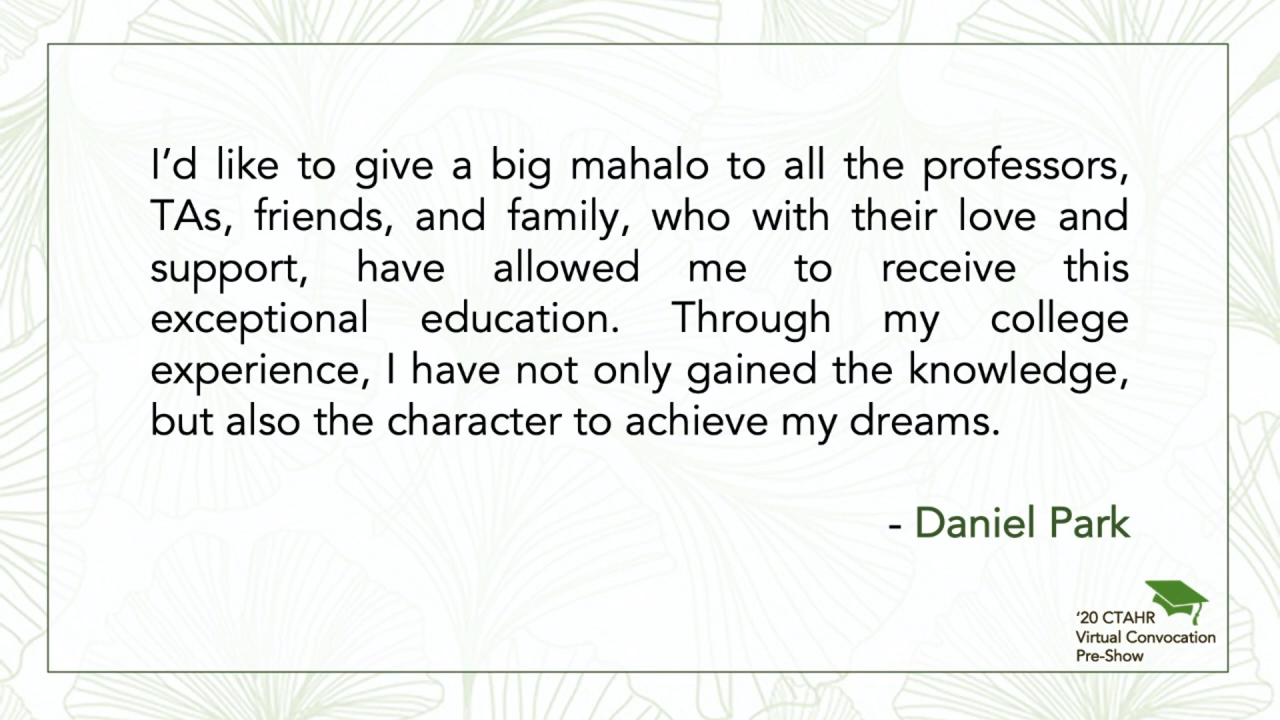 I’d like to give a big mahalo to all the professors,
TAs, friends, and family, who with their love and
support, have allowed me to receive this
exceptional education. Through my college
experience, I have not only gained the knowledge,
but also the character to achieve my dreams.
- Daniel Park
‘20 CTAHR
Virtual Convocation
Pre-Show